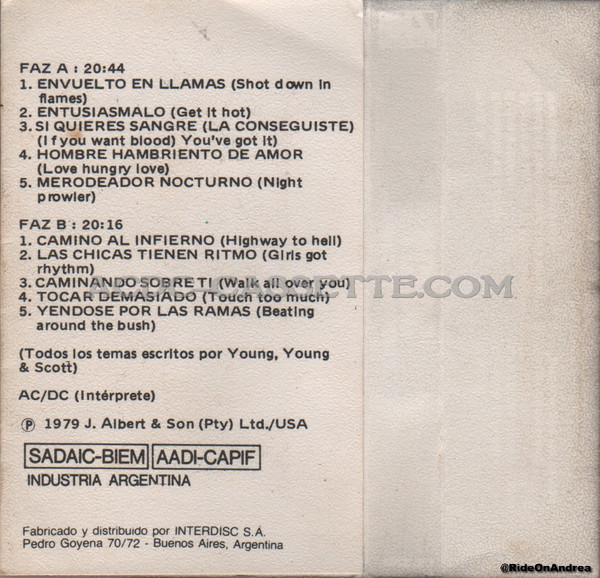 FAZ A : 20:44
1. ENVUELTO EN LLAMAS (Shot down in
flames)
2. ENTUSIASMALO (Get it hot)
3. SI QUIERES SANGRE (LA CONSEGUISTE)
(If you want blood) You've got it)
4. HOMBRE HAMBRIENTO DE AMOR
(Love hungry love)
5. MERODEADOR NOCTURNO (Night
prowler)
FAZ B : 20:16
1. CAMINO AL INFIERNO (Highway to hell)
2. LAS CHICAS TIENEN RITMO (Girls got
rhythm)
3. CAMINANDO SOBRE TI (Walk all over you)
ACDC-CASSETTE.COM
4. TOCAR DEMASIADO (Touch too much)
5. YENDOSE POR LAS RAMAS (Beating
around the bush)
(Todos los temas escritos por Young, Young
& Scott)
AC/DC (Intérprete)
Ⓟ 1979 J. Albert & Son (Pty) Ltd./USA
SADAIC-BIEM AADI-CAPIF
INDUSTRIA ARGENTINA
Fabricado y distribuido por INTERDISC S.A.
Pedro Goyena 70/72 - Buenos Aires, Argentina
@RideOnAndrea